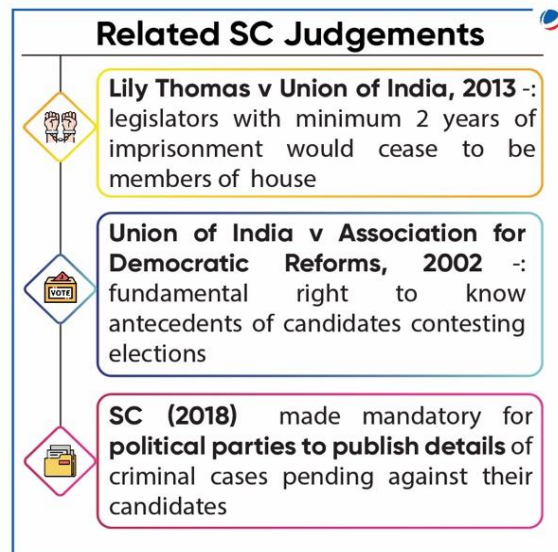 Related SC Judgements
Lily Thomas v Union of India, 2013 -:
legislators with minimum 2 years of
imprisonment would cease to be
members of house
Union of India v Association for
Democratic Reforms, 2002 -:
fundamental right to know
antecedents of candidates contesting
elections
VOTE
SC (2018) made mandatory for
political parties to publish details of
criminal cases pending against their
candidates